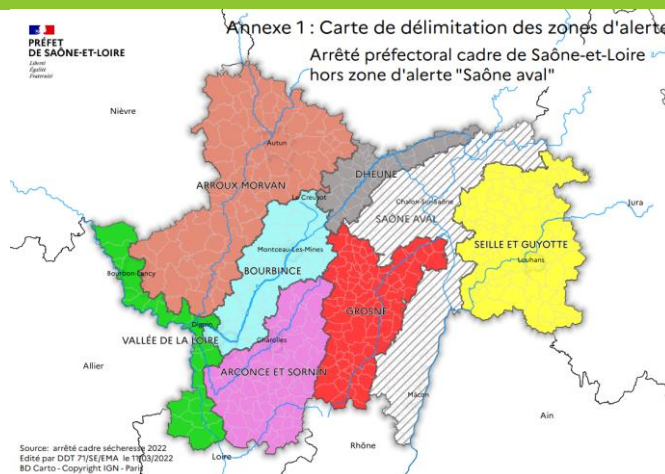 PRÉFET
DE SAÔNE-ET-LOIRE
Liberté
Égalité
Fraternité
Annexe 1 : Carte de délimitation des zones d'alerte
Arrêté préfectoral cadre de Saône-et-Loire
hors zone d'alerte "Saône aval"
Nièvre
Autun
ARROUX MORVAN
DHEUNE
Le Creusot
Chalon-Sur-Saône
SAONE AVAL
Jura
SEILLE ET GUYOTTE
Louhans
Montceau-Les-Mines
BOURBINCE
Bourbon-Lancy
GROSNE
Digoin
VALLÉE DE LA LOIRE
Charolles
ARCONCE ET SORNIN
Allier
Mâcon
Ain
Rhône
Loire
Source: arrêté cadre sécheresse 2022
Edité par DDT 71/SE/EMA le 11/03/2022
BD Carto - Copyright IGN - Paris